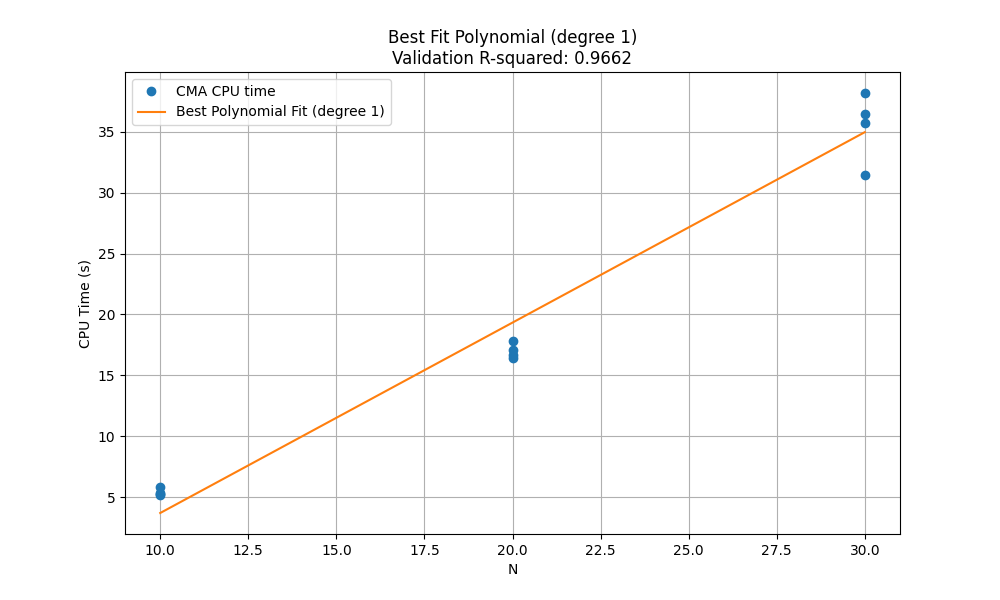 Best Fit Polynomial (degree 1)
Validation R-squared: 0.9662
CMA CPU time
Best Polynomial Fit (degree 1)
CPU Time (s)
35
30
25
20
15
10
5
10.0
12.5
15.0
17.5
20.0
22.5
25.0
27.5
30.0
N